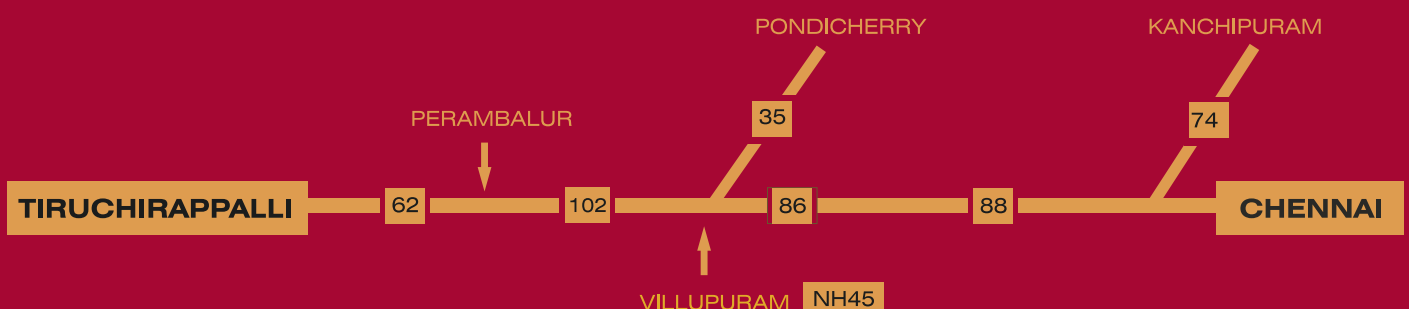 PONDICHERRY
KANCHIPURAM
PERAMBALUR
35
74
TIRUCHIRAPPALLI
62
102
86
88
CHENNAI
VILLUPURAM
NH45